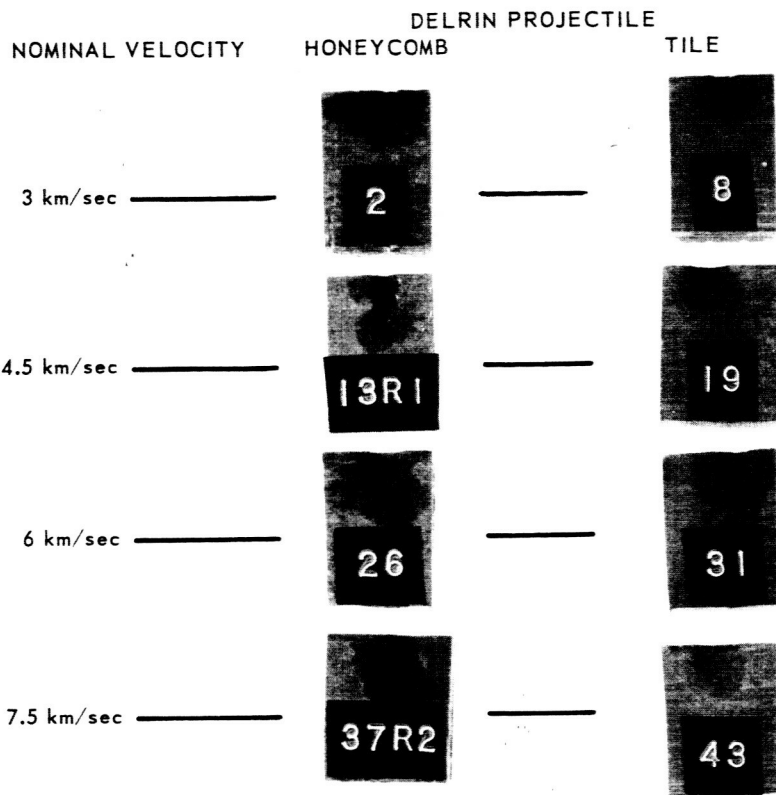 DELRIN PROJECTILE
NOMINAL VELOCITY HONEYCOMB TILE
3 km/sec 2 8
4.5 km/sec 13R1 19
6 km/sec 26 31
7.5 km/sec 37R2 43